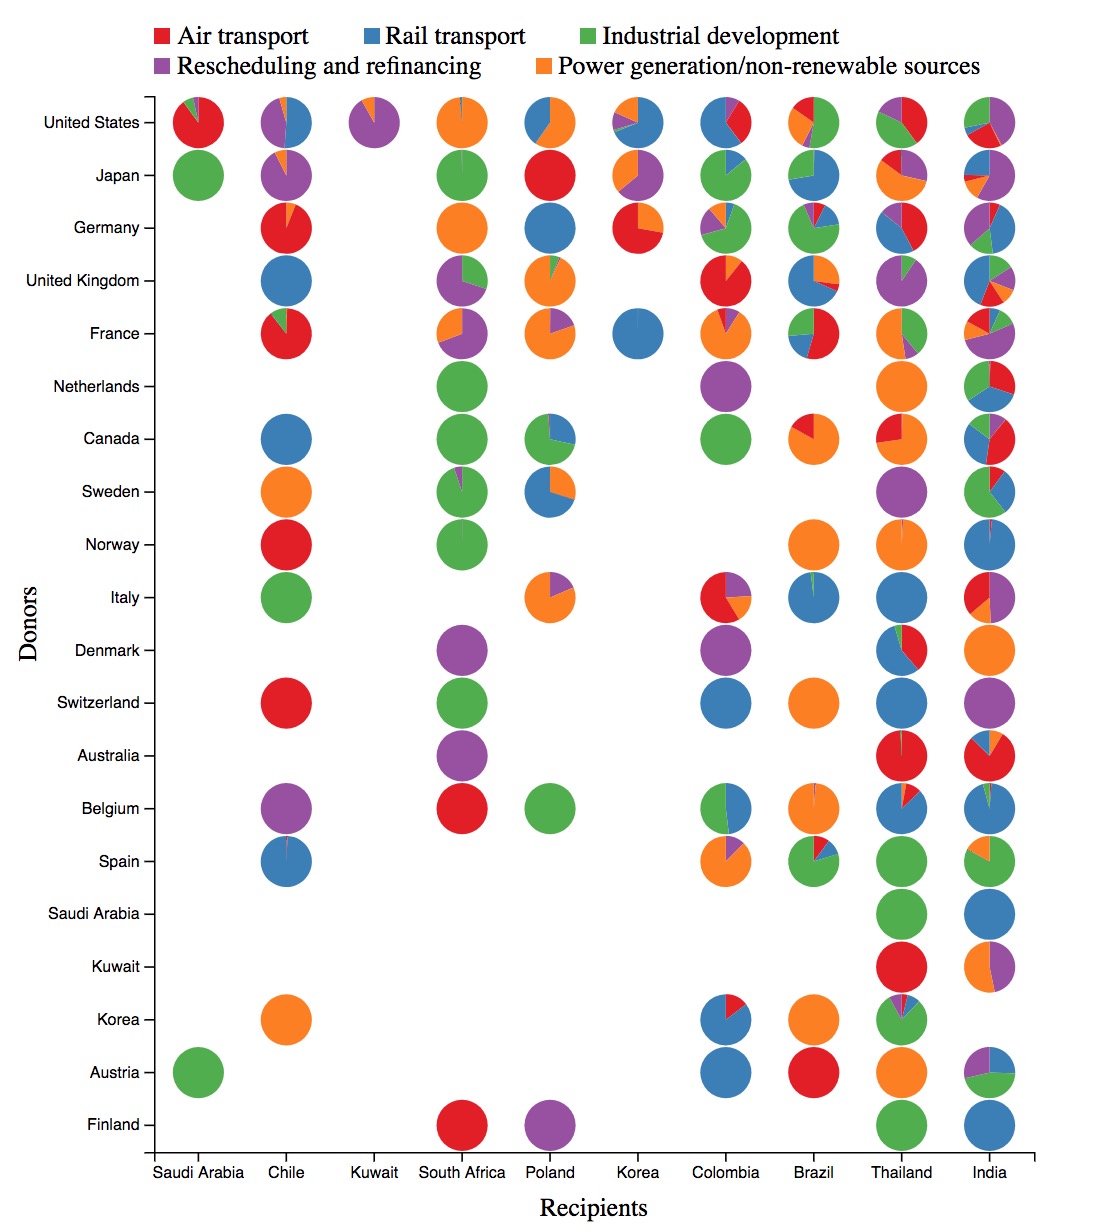 Air transport Rail transport Industrial development
Rescheduling and refinancing Power generation/non-renewable sources
United States
Japan
Germany
United Kingdom
France
Netherlands
Canada
Sweden
Norway
Italy
Denmark
Switzerland
Australia
Belgium
Spain
Saudi Arabia
Kuwait
Korea
Austria
Finland
Donors
Saudi Arabia Chile Kuwait South Africa Poland Korea Colombia Brazil Thailand India
Recipients